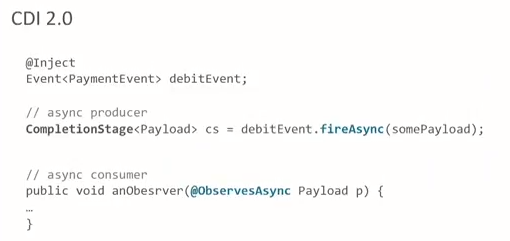 CDI 2.0
@Inject
Event<PaymentEvent> debitEvent;
// async producer
CompletionStage<Payload> cs = debitEvent.fireAsync(somePayload);
// async consumer
public void anObesrver(@ObservesAsync Payload p) {
…
}